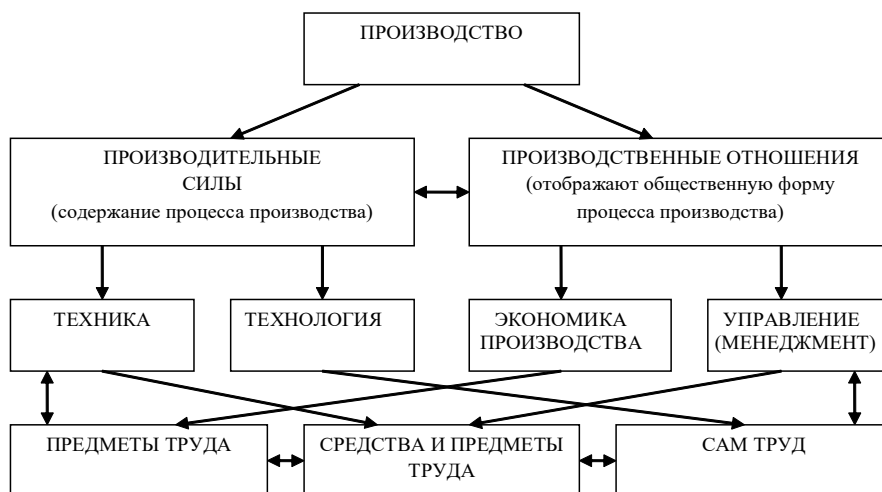 ПРОИЗВОДСТВО
ПРОИЗВОДИТЕЛЬНЫЕ
СИЛЫ
(содержание процесса производства)
ПРОИЗВОДСТВЕННЫЕ ОТНОШЕНИЯ
(отображают общественную форму
процесса производства)
ТЕХНИКА
ТЕХНОЛОГИЯ
ЭКОНОМИКА
ПРОИЗВОДСТВА
УПРАВЛЕНИЕ
(МЕНЕДЖМЕНТ)
ПРЕДМЕТЫ ТРУДА
СРЕДСТВА И ПРЕДМЕТЫ
ТРУДА
САМ ТРУД